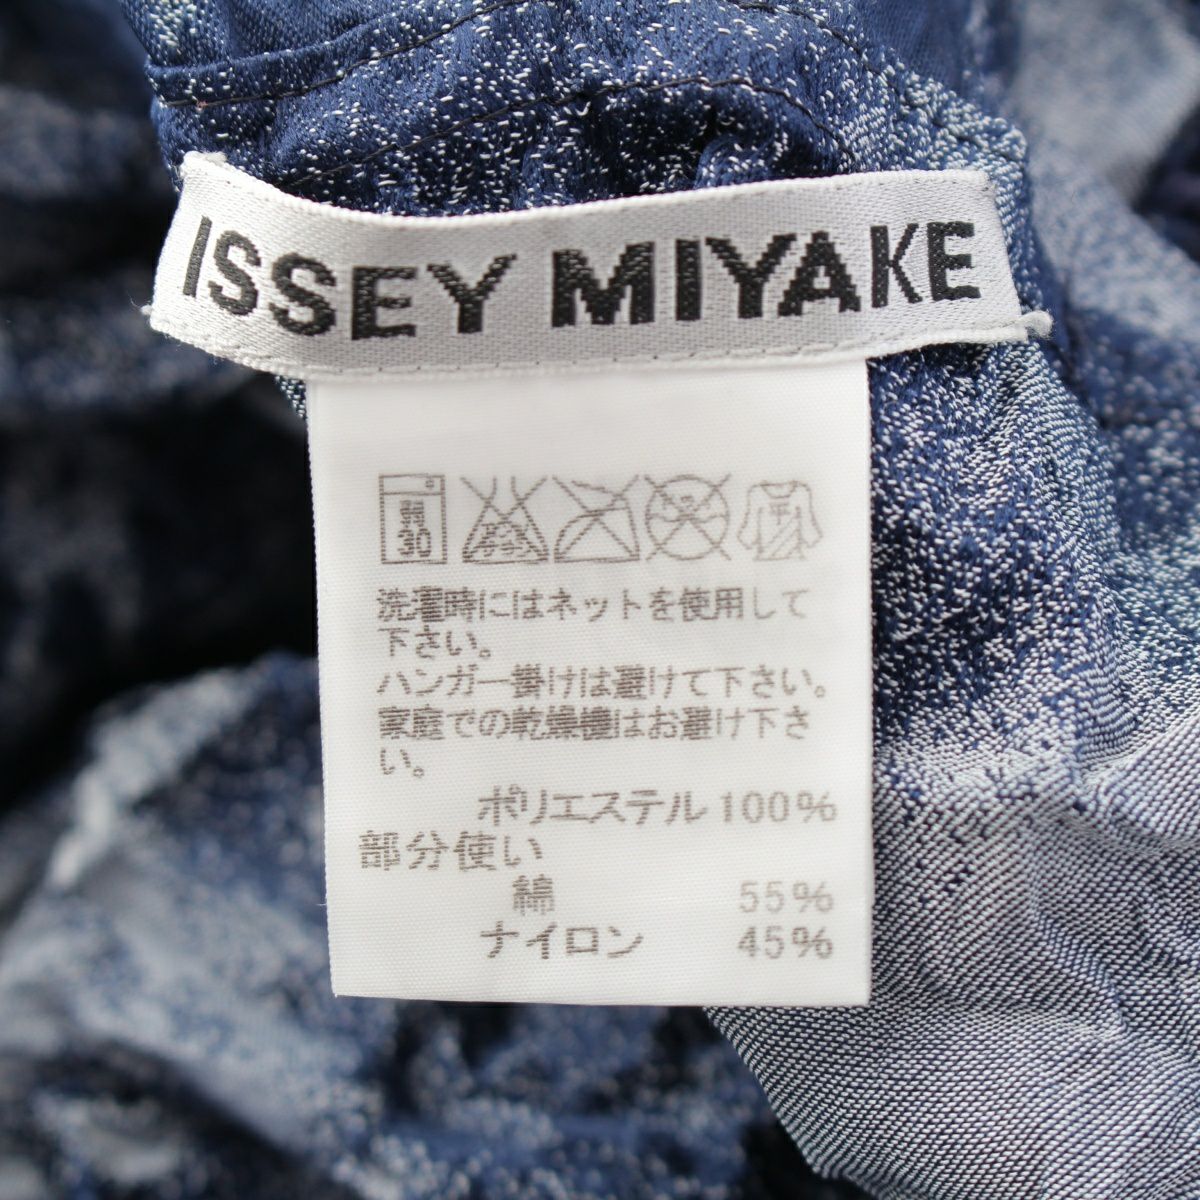 ISSEY MIYAKE
30
洗濯時にはネットを使用して
下さい。
ハンガー掛けは避けて下さい。
家庭での乾燥機はお避け下さ
い。
ポリエステル 100%
部分使い
綿 55%
ナイロン 45%